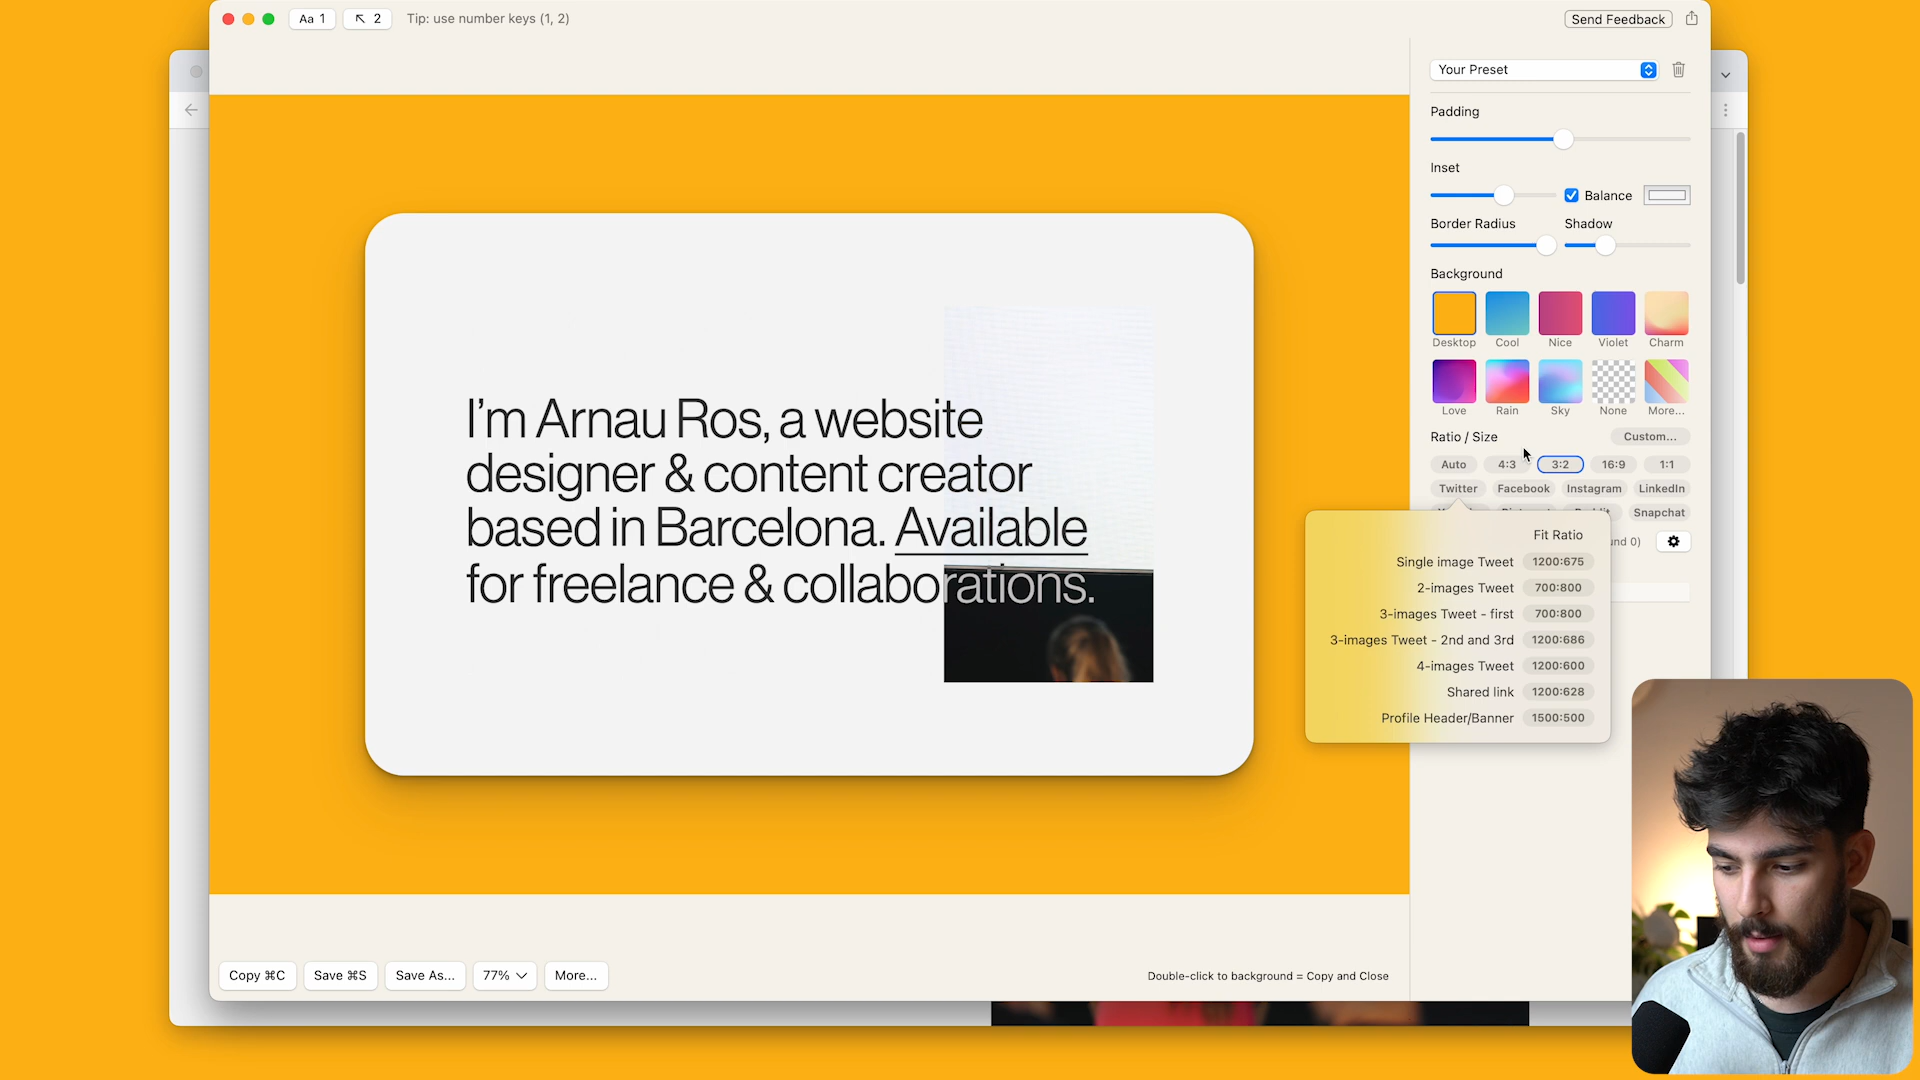 Aa 1
2
Tip: use number keys (1, 2)
Send Feedback
Your Preset
Padding
Inset
Balance
Border Radius
Shadow
Background
Desktop
Cool
Nice
Violet
Charm
Love
Rain
Sky
None
More...
Ratio / Size
Custom...
Auto
4:3
3:2
16:9
1:1
Twitter
Facebook
Instagram
LinkedIn
Snapchat
Fit Ratio
Single image Tweet 1200:675
2-images Tweet 700:800
3-images Tweet - first 700:800
3-images Tweet - 2nd and 3rd 1200:686
4-images Tweet 1200:600
Shared link 1200:628
Profile Header/Banner 1500:500
I'm Arnau Ros, a website
designer & content creator
based in Barcelona. Available
for freelance & collaborations.
Copy ⌘C
Save ⌘S
Save As...
77%
More...
Double-click to background = Copy and Close